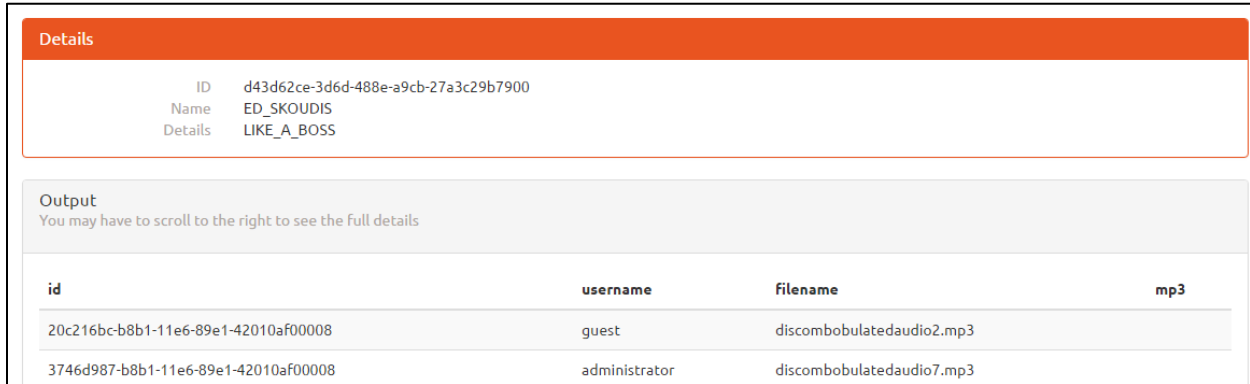 Details
ID d43d62ce-3d6d-488e-a9cb-27a3c29b7900
Name ED_SKOUDIS
Details LIKE_A_BOSS
Output
You may have to scroll to the right to see the full details
id username filename mp3
20c216bc-b8b1-11e6-89e1-42010af00008 guest discombobulatedaudio2.mp3
3746d987-b8b1-11e6-89e1-42010af00008 administrator discombobulatedaudio7.mp3